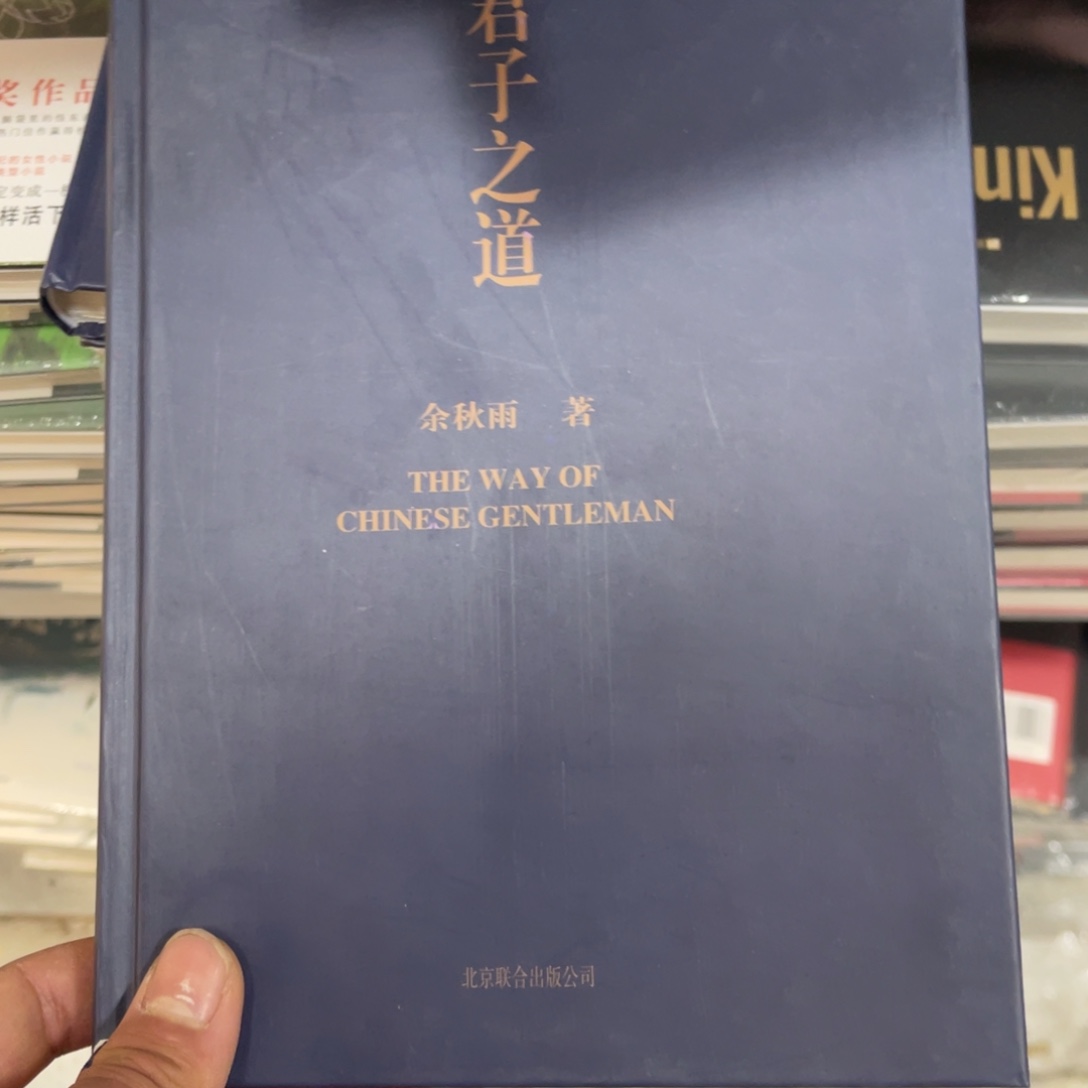 君子之道
余秋雨 著
THE WAY OF
CHINESE GENTLEMAN
北京联合出版公司
奖作品
样活下
Kin